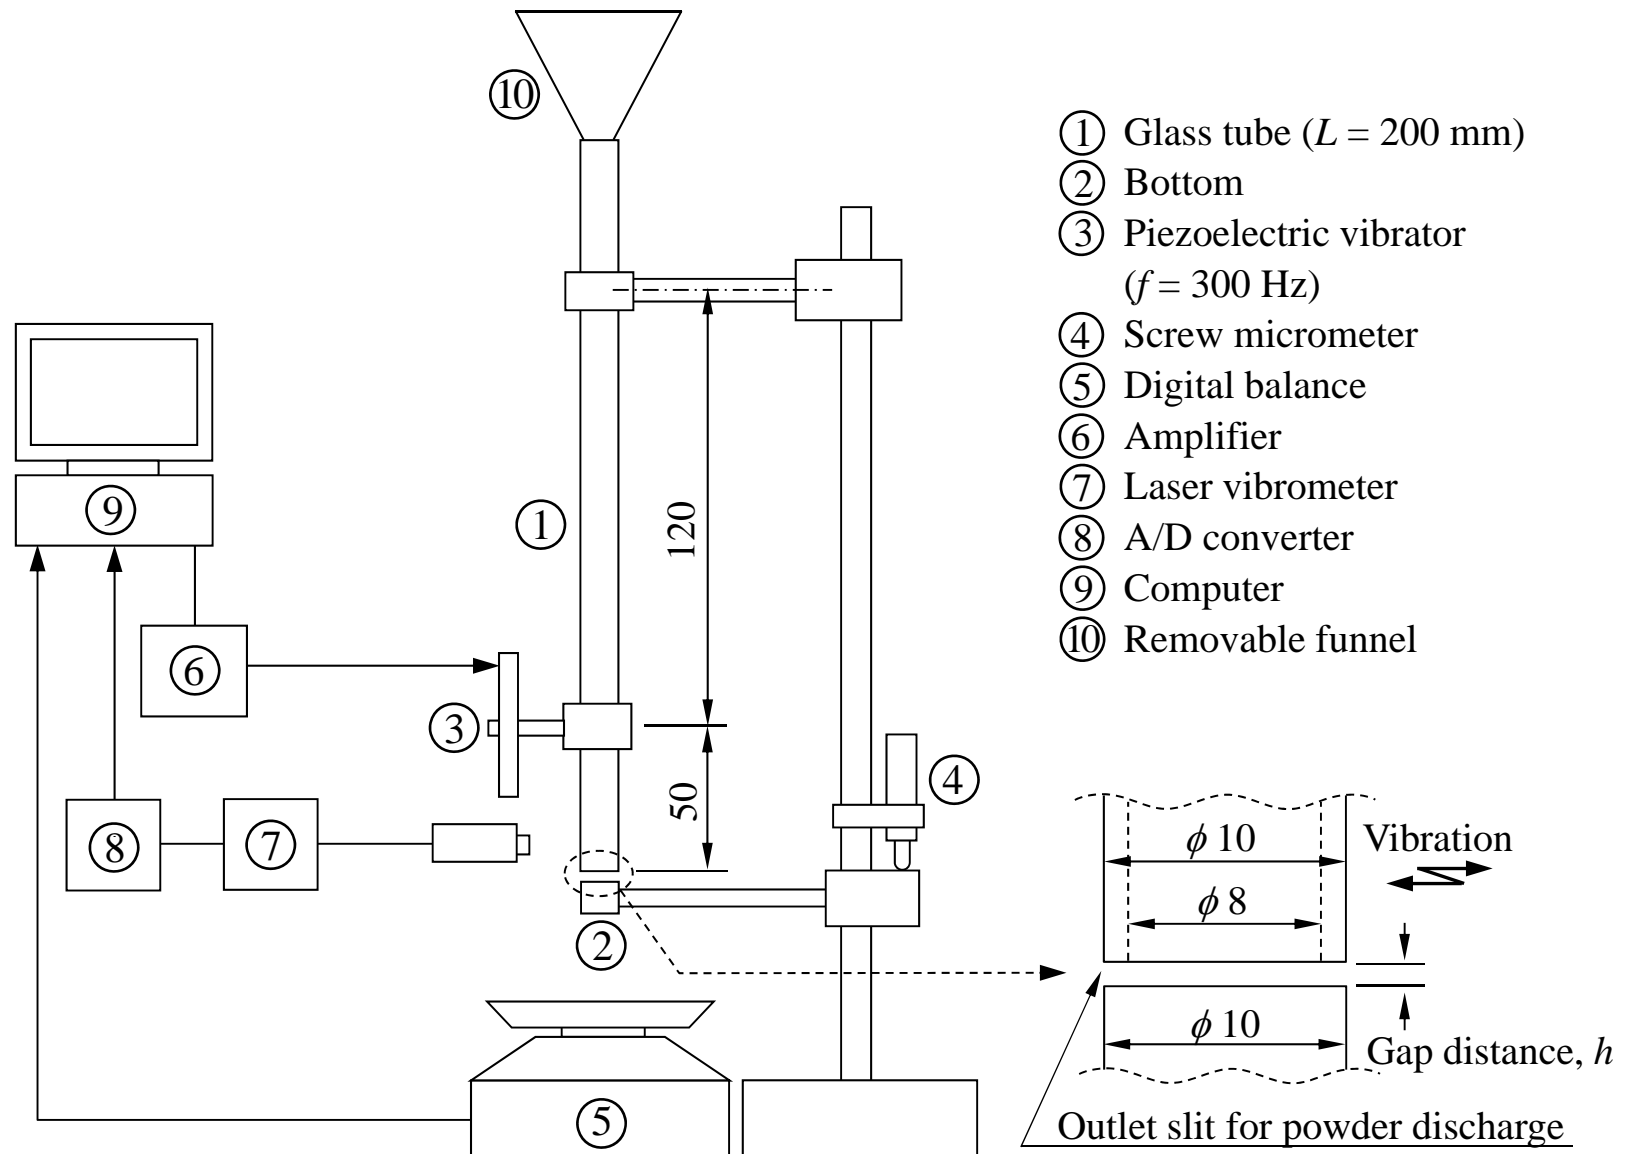 ⑩
① Glass tube (L = 200 mm)
② Bottom
③ Piezoelectric vibrator
(f = 300 Hz)
④ Screw micrometer
⑤ Digital balance
⑥ Amplifier
⑦ Laser vibrometer
⑧ A/D converter
⑨ Computer
⑩ Removable funnel
⑨
①
120
⑥
③
④
50
⑧
⑦
②
⑤
ϕ 10
Vibration
ϕ 8
ϕ 10
Gap distance, h
Outlet slit for powder discharge